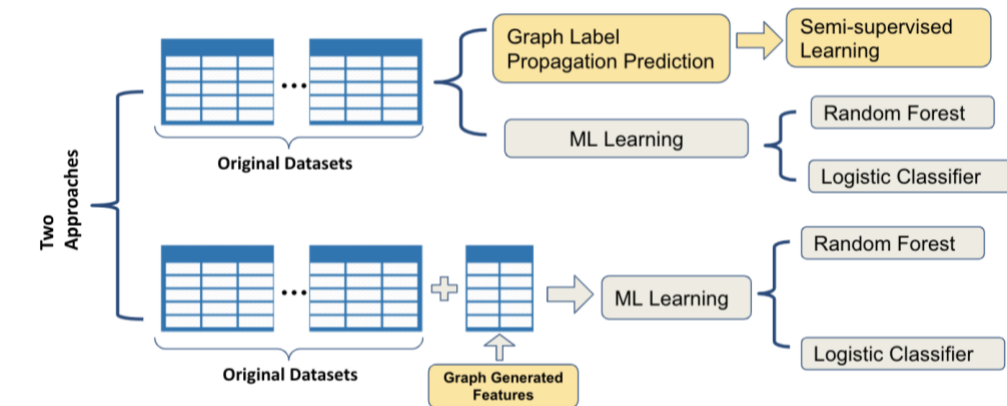 Two
Approaches
Original Datasets
Graph Label
Propagation Prediction
Semi-supervised
Learning
ML Learning
Random Forest
Logistic Classifier
Original Datasets
Graph Generated
Features
ML Learning
Random Forest
Logistic Classifier